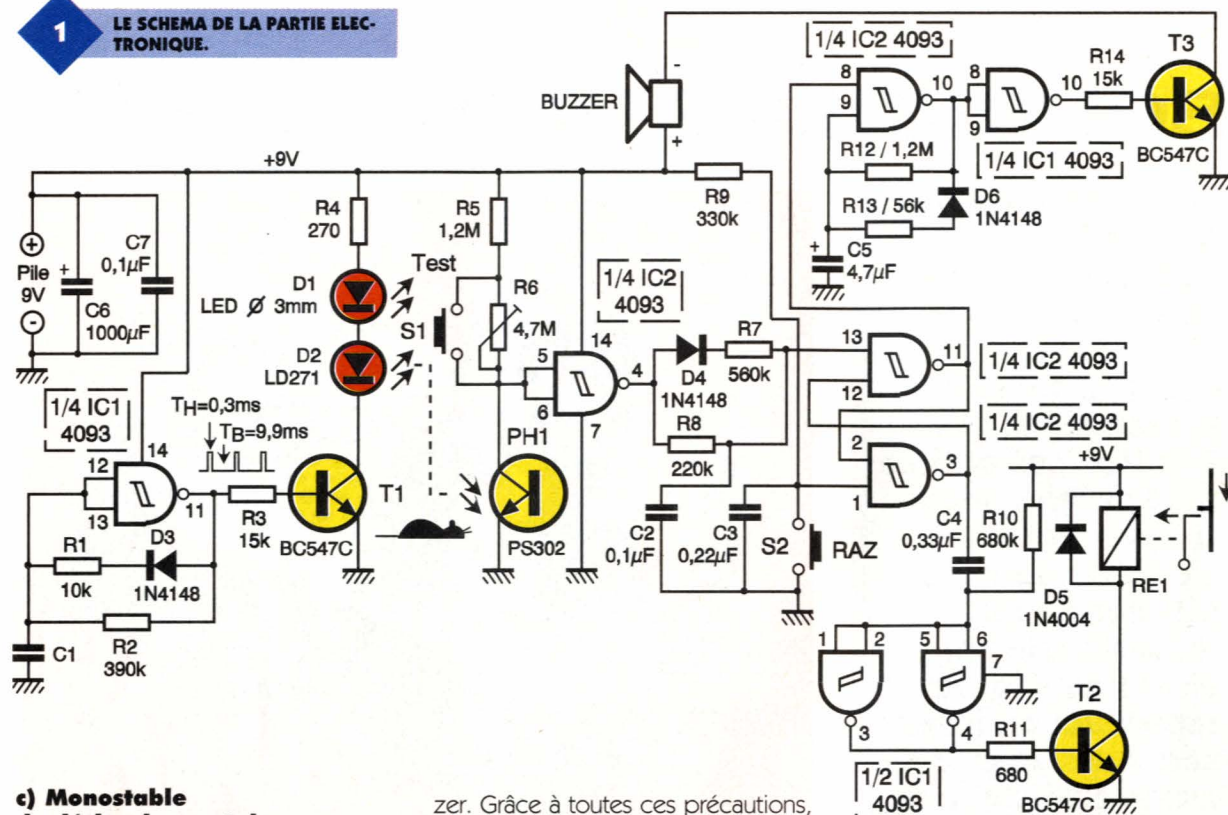 1
LE SCHEMA DE LA PARTIE ELEC-
TRONIQUE.
1/4 IC2 4093
T3
8
9
10
8
9
10
R14
15k
BC547C
BUZZER
-
+
R12 / 1,2M
R13 / 56k
1/4 IC1 4093
D6
1N4148
+
C5
4,7µF
+9V
R9
330k
+
Pile
9V
-
+
C7
0,1µF
C6
1000µF
R4
270
D1
LED Ø 3mm
D2
LD271
R5
1,2M
Test
S1
R6
4,7M
1/4 IC2
4093
14
5
6
4
7
D4
1N4148
R7
560k
R8
220k
13
12
11
1/4 IC2 4093
1/4 IC2 4093
2
1
3
1/4 IC1
4093
TH=0,3ms
TB=9,9ms
14
12
13
11
R3
15k
T1
BC547C
PH1
PS302
R1
10k
D3
1N4148
R2
390k
C1
C2
0,1µF
C3
0,22µF
S2
RAZ
C4
0,33µF
R10
680k
+9V
D5
1N4004
RE1
1
2
5
6
7
3
4
R11
680
T2
BC547C
1/2 IC1
4093
c) Monostable
zer. Grâce à toutes ces précautions,